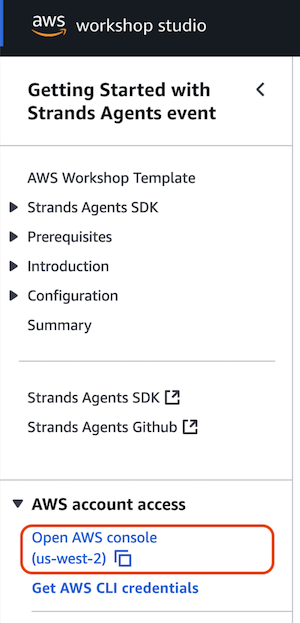 aws workshop studio
Getting Started with
Strands Agents event
AWS Workshop Template
Strands Agents SDK
Prerequisites
Introduction
Configuration
Summary
Strands Agents SDK
Strands Agents Github
AWS account access
Open AWS console
(us-west-2)
Get AWS CLI credentials